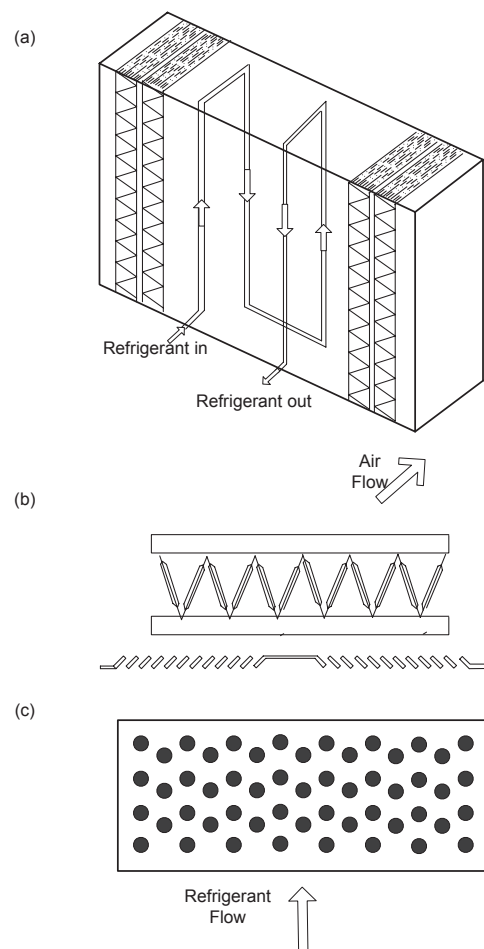 (a)
Refrigerant in
Refrigerant out
Air
Flow
(b)
(c)
Refrigerant
Flow